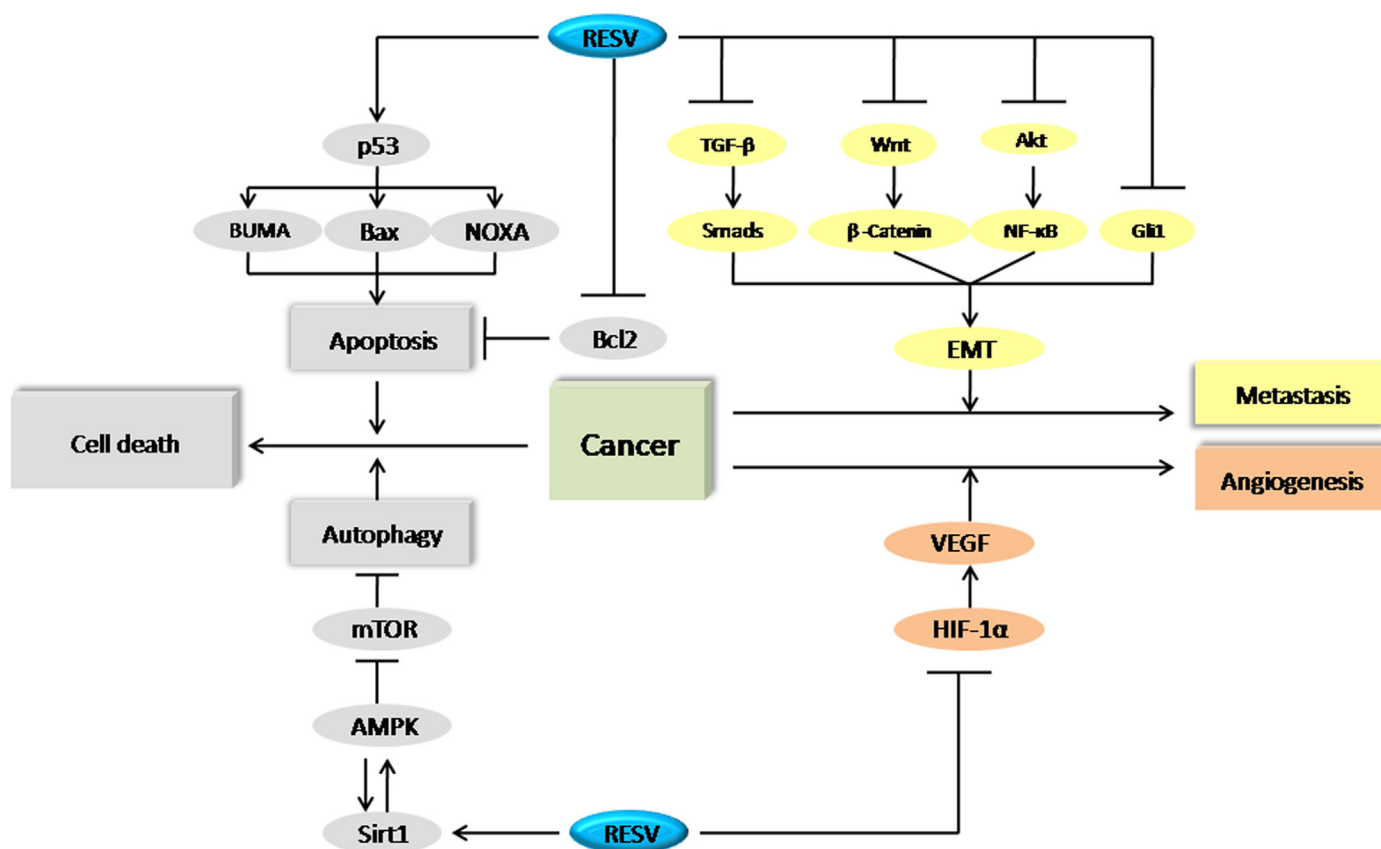 RESV
p53
TGF-β
Wnt
Akt
BUMA
Bax
NOXA
Smads
β-Catenin
NF-κB
Gli1
Apoptosis
Bcl2
EMT
Cell death
Cancer
Metastasis
Angiogenesis
Autophagy
VEGF
mTOR
HIF-1α
AMPK
Sirt1
RESV